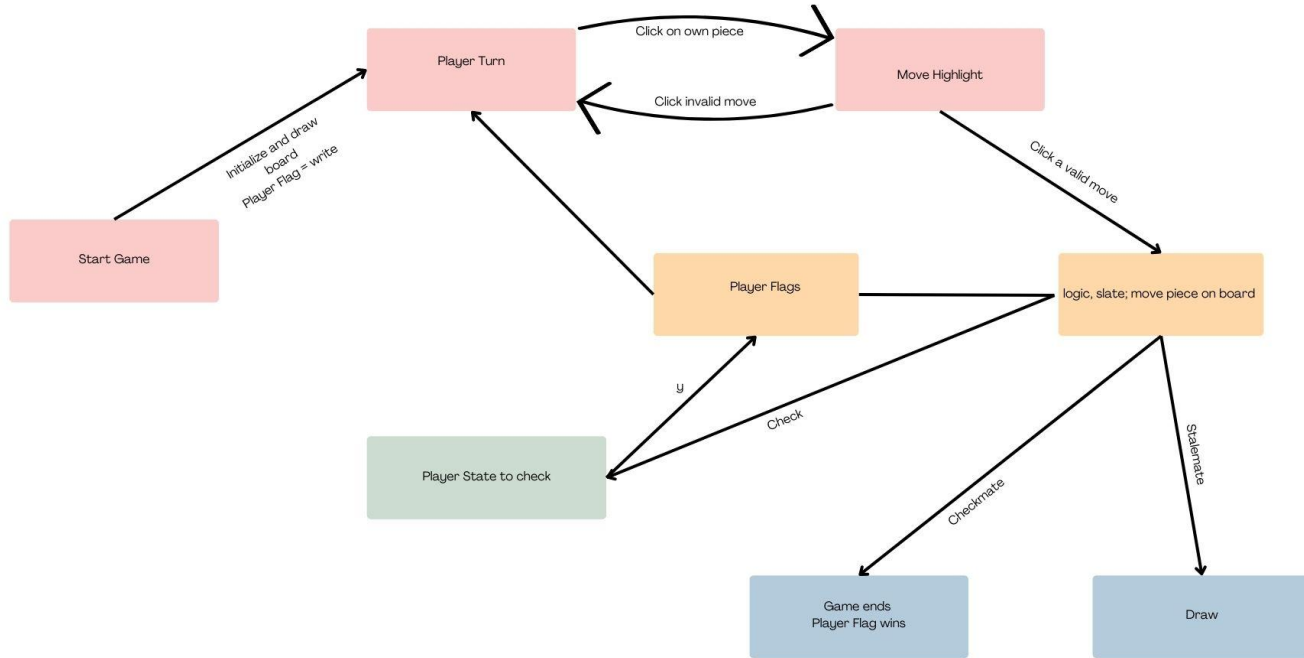 Click on own piece
Player Turn
Move Highlight
Click invalid move
Initialize and draw
board
Player Flag = write
Click a valid move
Start Game
Player Flags
logic, slate; move piece on board
y
Check
Player State to check
Stalemate
Checkmate
Game ends
Player Flag wins
Draw